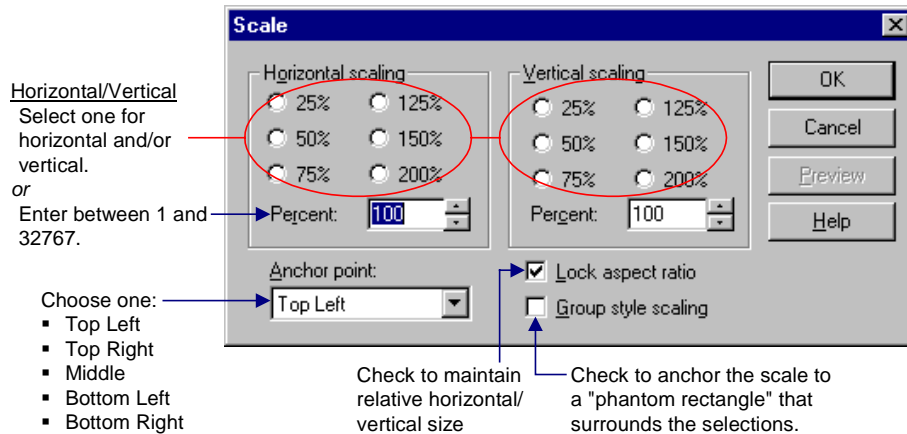 Scale
Horizontal/Vertical
Select one for
horizontal and/or
vertical.
or
Enter between 1 and
32767.
Horizontal scaling
25%
125%
50%
150%
75%
200%
Percent:
100
Vertical scaling
25%
125%
50%
150%
75%
200%
Percent:
100
OK
Cancel
Preview
Help
Anchor point:
Top Left
Lock aspect ratio
Group style scaling
Choose one:
▪ Top Left
▪ Top Right
▪ Middle
▪ Bottom Left
▪ Bottom Right
Check to maintain
relative horizontal/
vertical size
Check to anchor the scale to
a "phantom rectangle" that
surrounds the selections.